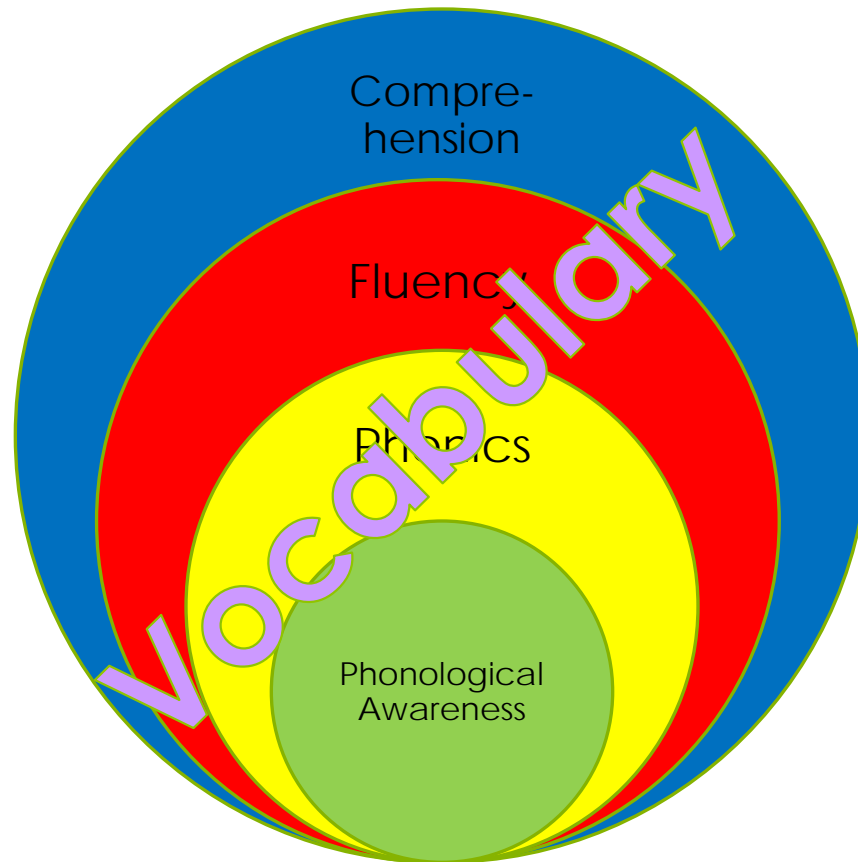 Compre-
hension
Fluency
Phonics
Vocabulary
Phonological
Awareness